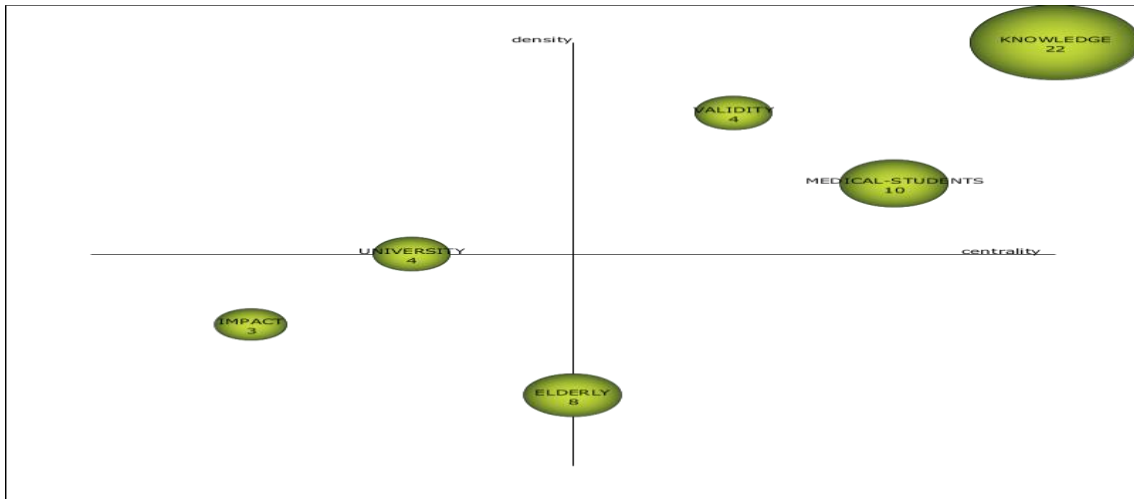 density
KNOWLEDGE
22
VALIDITY
4
MEDICAL-STUDENTS
10
UNIVERSITY
4
centrality
IMPACT
3
ELDERLY
8